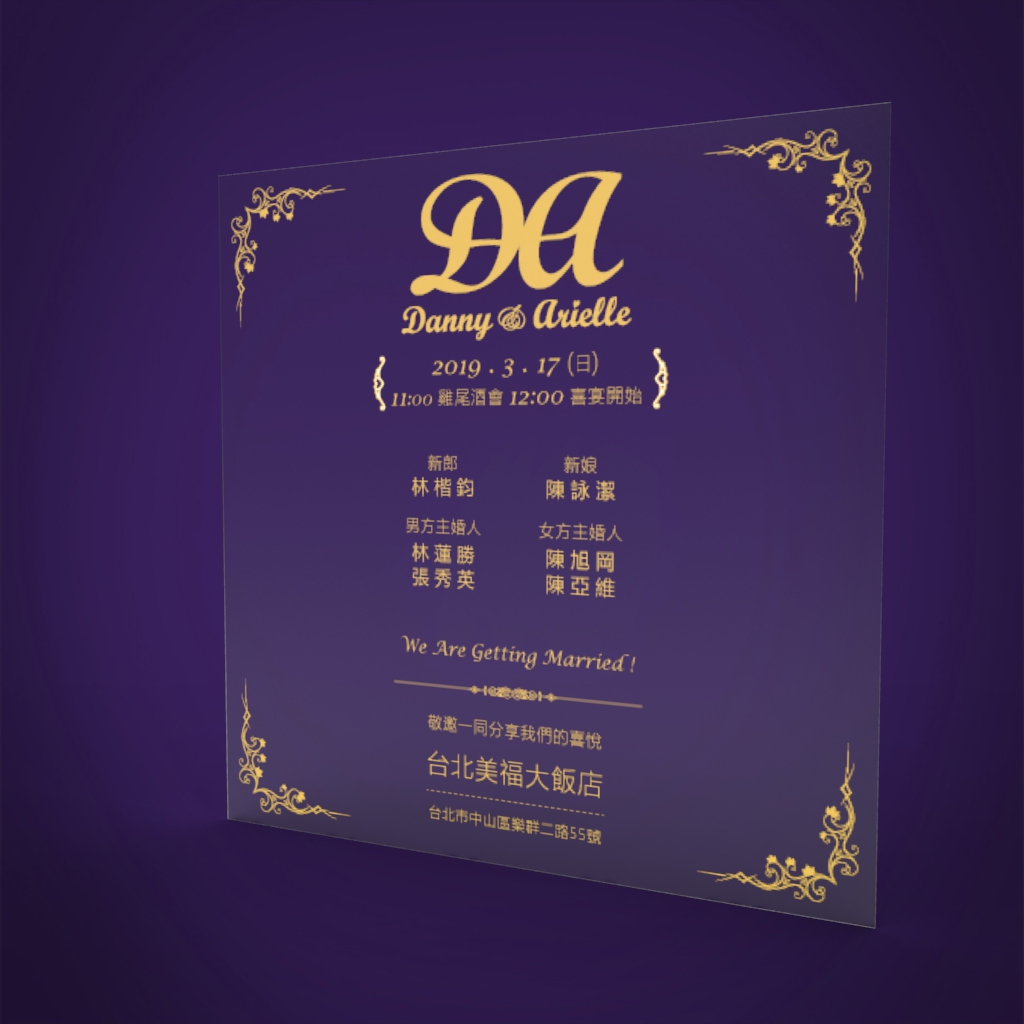 DA
Danny & Arielle
2019 . 3 . 17 (日)
11:00 雞尾酒會 12:00 喜宴開始
新郎 新娘
林楷鈞 陳詠潔
男方主婚人 女方主婚人
林蓮勝 陳旭岡
張秀英 陳亞維
We Are Getting Married !
敬邀一同分享我們的喜悅
台北美福大飯店
台北市中山區樂群二路55號